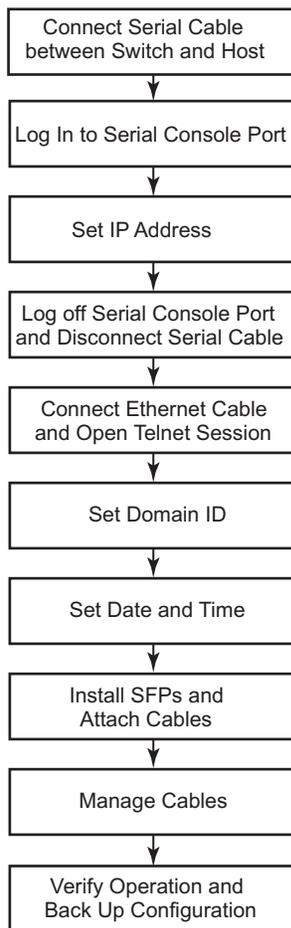 Connect Serial Cable
between Switch and Host
Log In to Serial Console Port
Set IP Address
Log off Serial Console Port
and Disconnect Serial Cable
Connect Ethernet Cable
and Open Telnet Session
Set Domain ID
Set Date and Time
Install SFPs and
Attach Cables
Manage Cables
Verify Operation and
Back Up Configuration